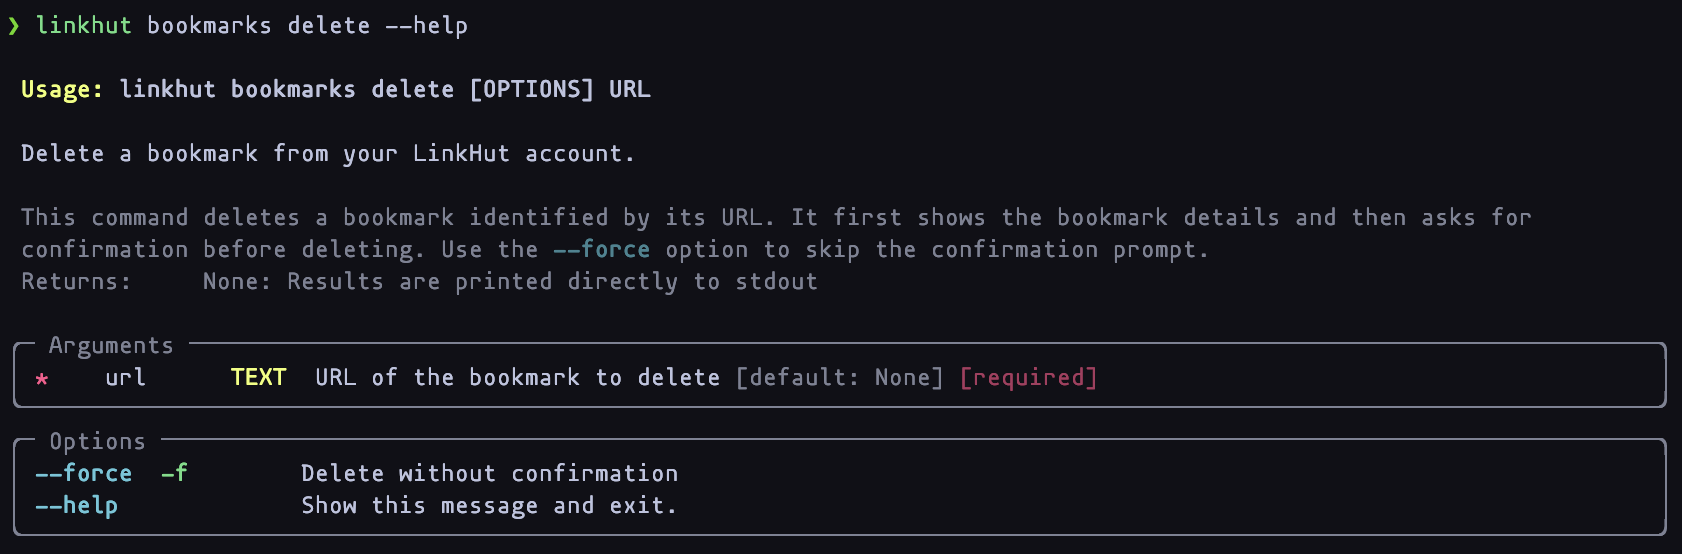 ❯ linkhut bookmarks delete --help
Usage: linkhut bookmarks delete [OPTIONS] URL
Delete a bookmark from your LinkHut account.
This command deletes a bookmark identified by its URL. It first shows the bookmark details and then asks for
confirmation before deleting. Use the --force option to skip the confirmation prompt.
Returns:     None: Results are printed directly to stdout
Arguments
*    url      TEXT  URL of the bookmark to delete [default: None] [required]
Options
--force  -f        Delete without confirmation
--help             Show this message and exit.